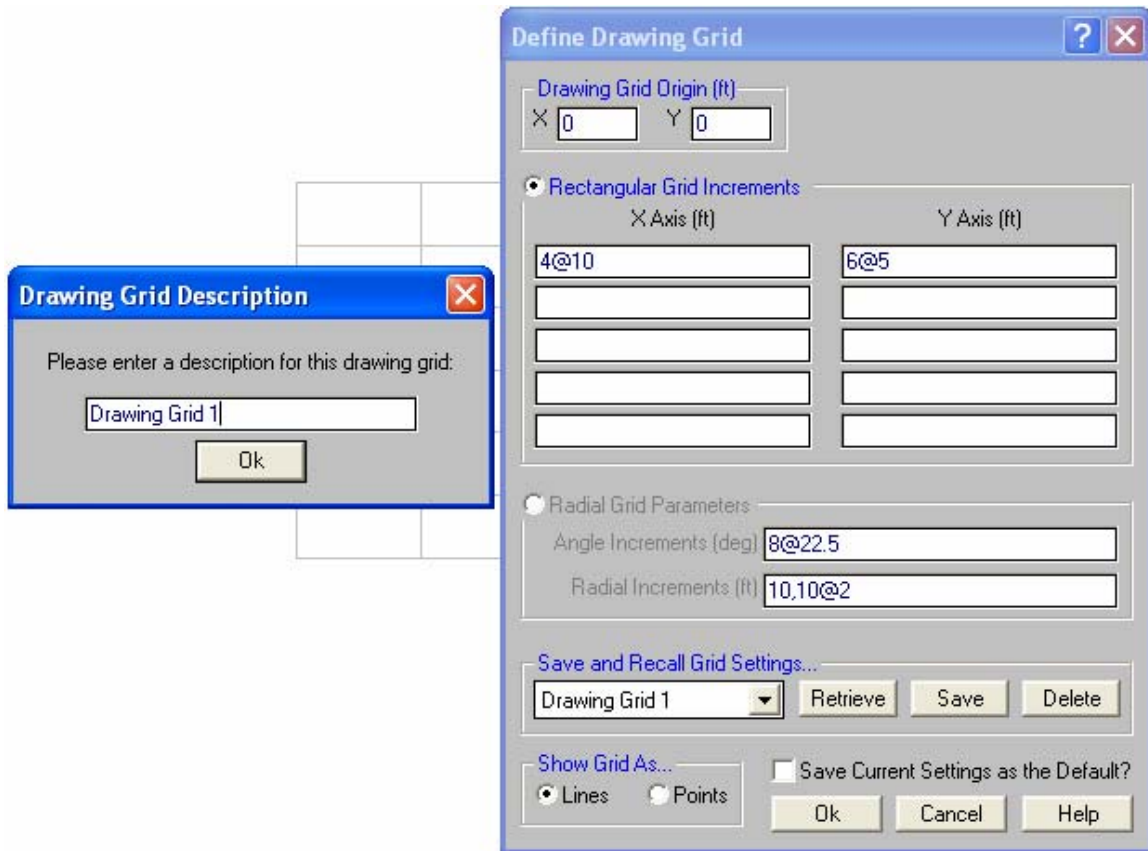 Define Drawing Grid
Drawing Grid Origin (ft)
X 0 Y 0
Rectangular Grid Increments
X Axis (ft) Y Axis (ft)
4@10 6@5
Drawing Grid Description
Please enter a description for this drawing grid:
Drawing Grid 1
Ok
Radial Grid Parameters
Angle Increments (deg) 8@22.5
Radial Increments (ft) 10,10@2
Save and Recall Grid Settings...
Drawing Grid 1 Retrieve Save Delete
Show Grid As...
Lines Points
Save Current Settings as the Default?
Ok Cancel Help